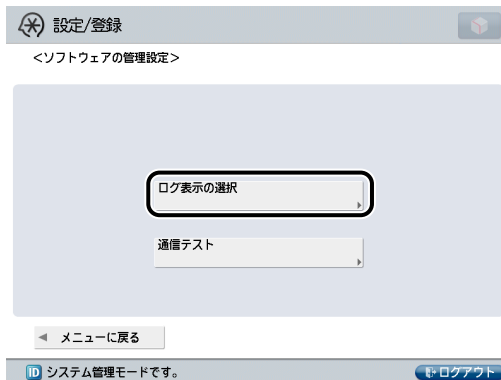 設定/登録
<ソフトウェアの管理設定>
ログ表示の選択
通信テスト
メニューに戻る
ID システム管理モードです。
ログアウト